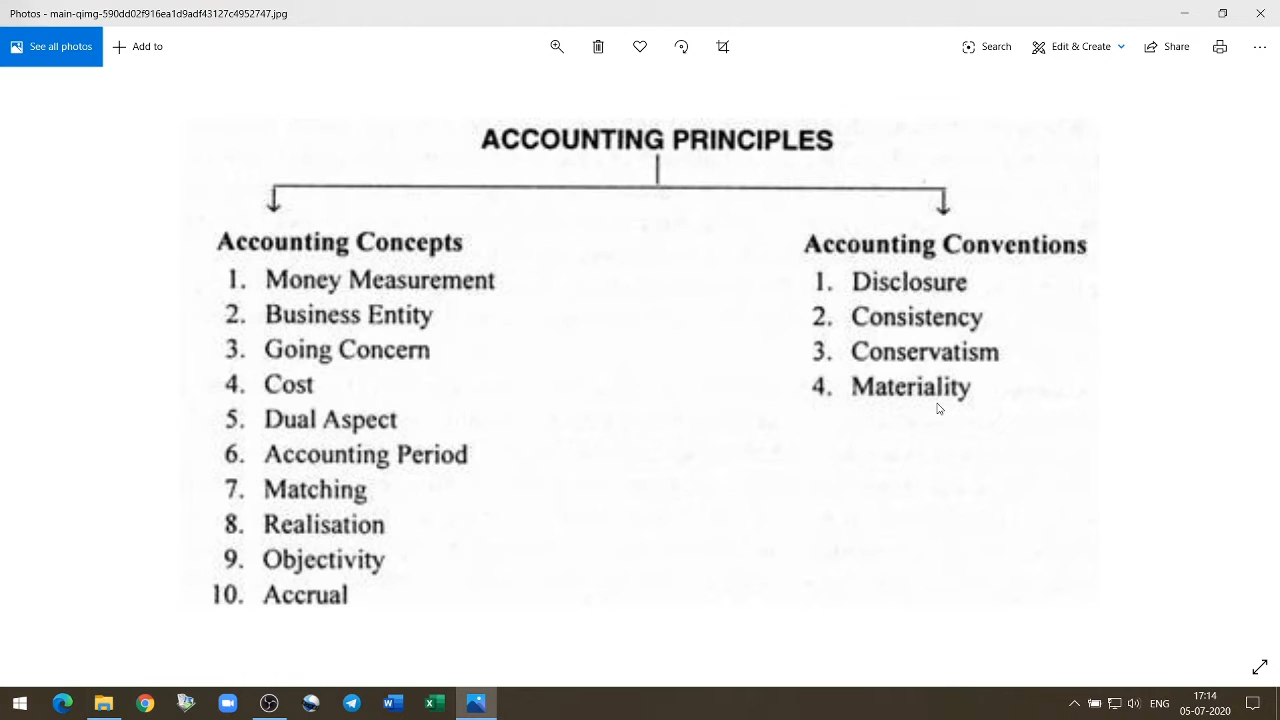 Photos - main-qimg-590dd02f916ea1d9adf43127c4952747.jpg
See all photos
Add to
Search
Edit & Create
Share
ACCOUNTING PRINCIPLES
Accounting Concepts
1. Money Measurement
2. Business Entity
3. Going Concern
4. Cost
5. Dual Aspect
6. Accounting Period
7. Matching
8. Realisation
9. Objectivity
10. Accrual
Accounting Conventions
1. Disclosure
2. Consistency
3. Conservatism
4. Materiality
ENG
17:14
05-07-2020